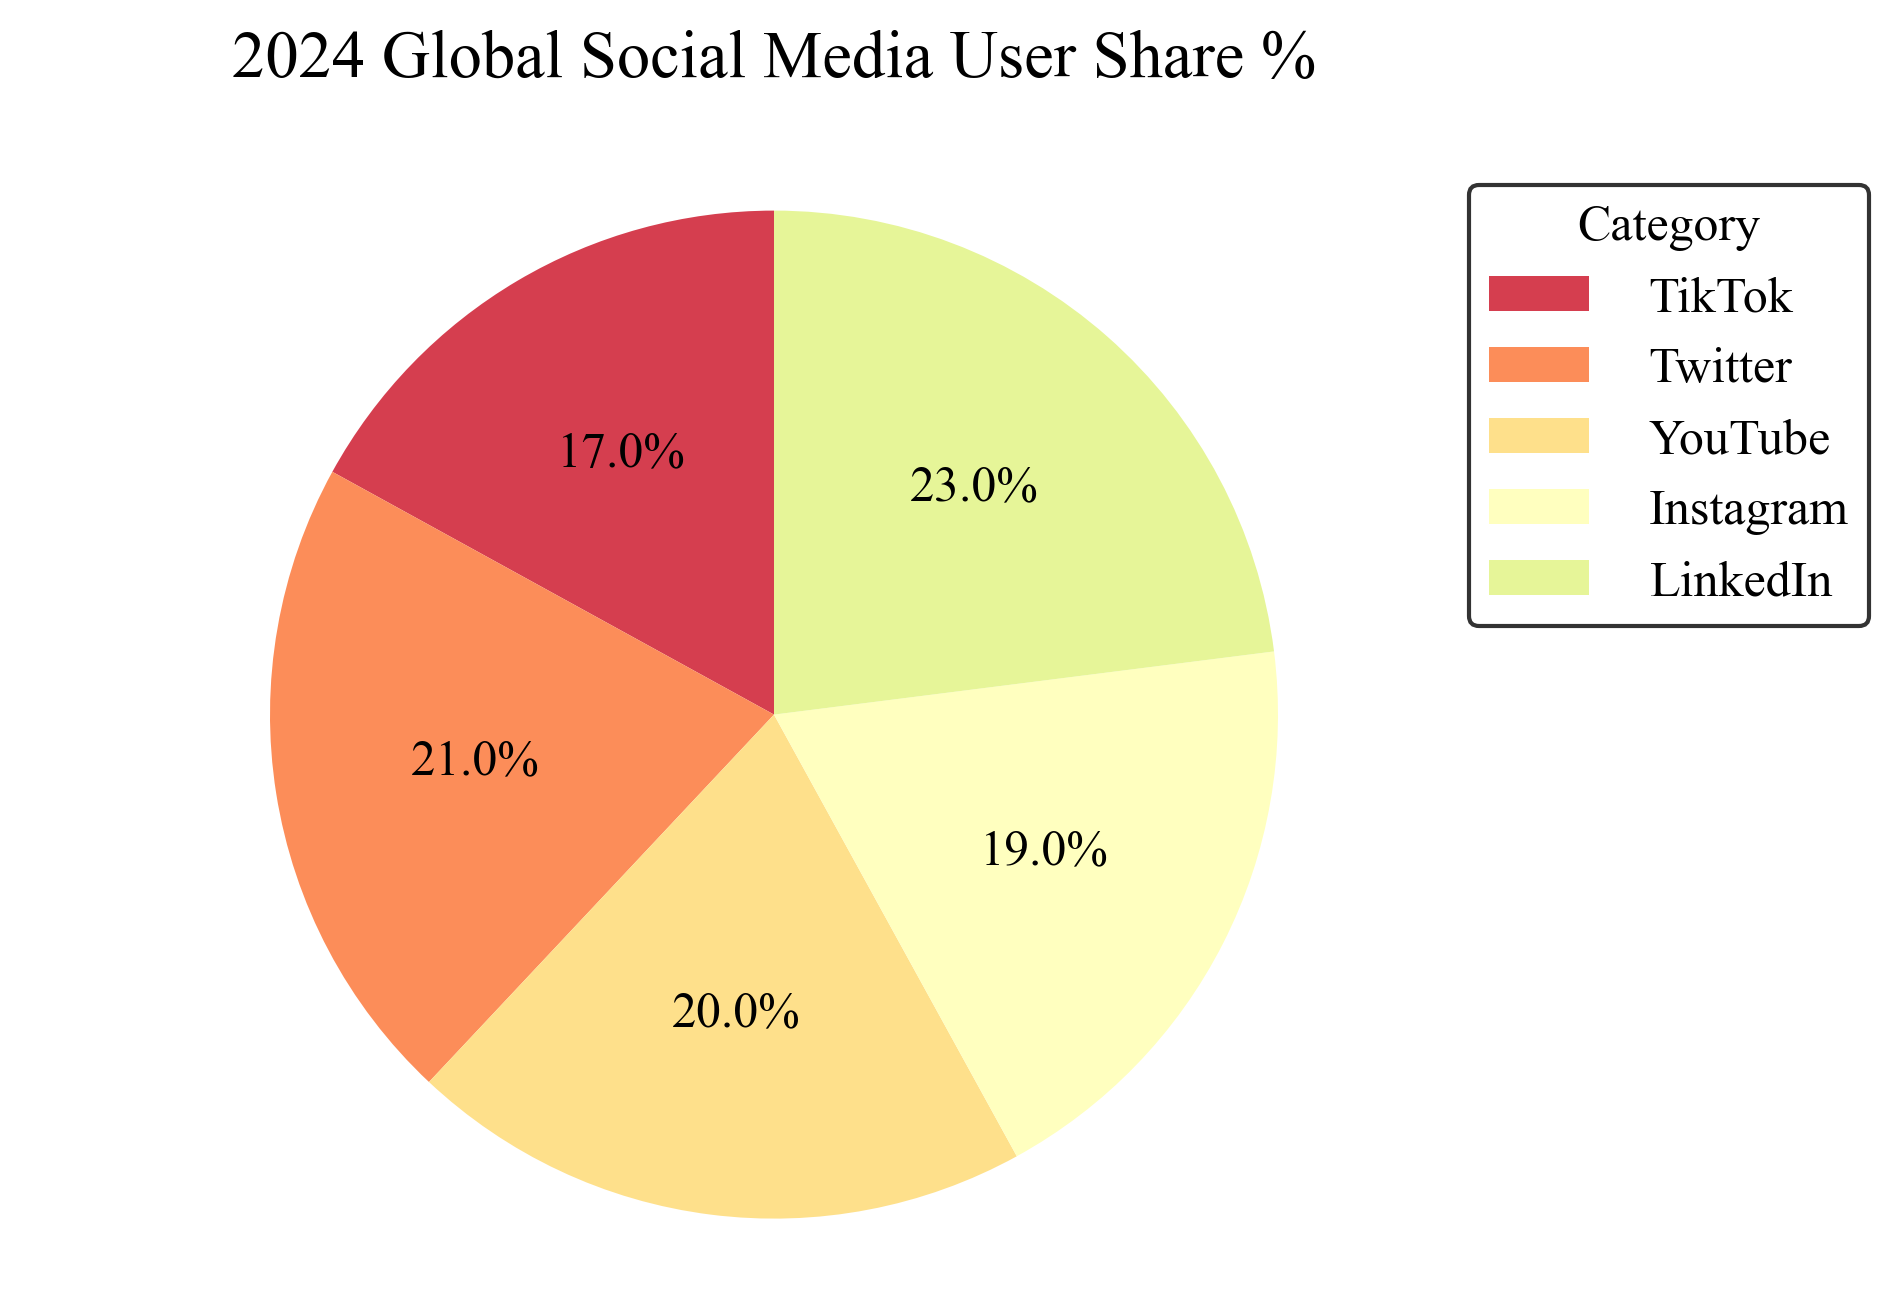 2024 Global Social Media User Share %
Category
TikTok
Twitter
YouTube
Instagram
LinkedIn
17.0%
23.0%
21.0%
19.0%
20.0%